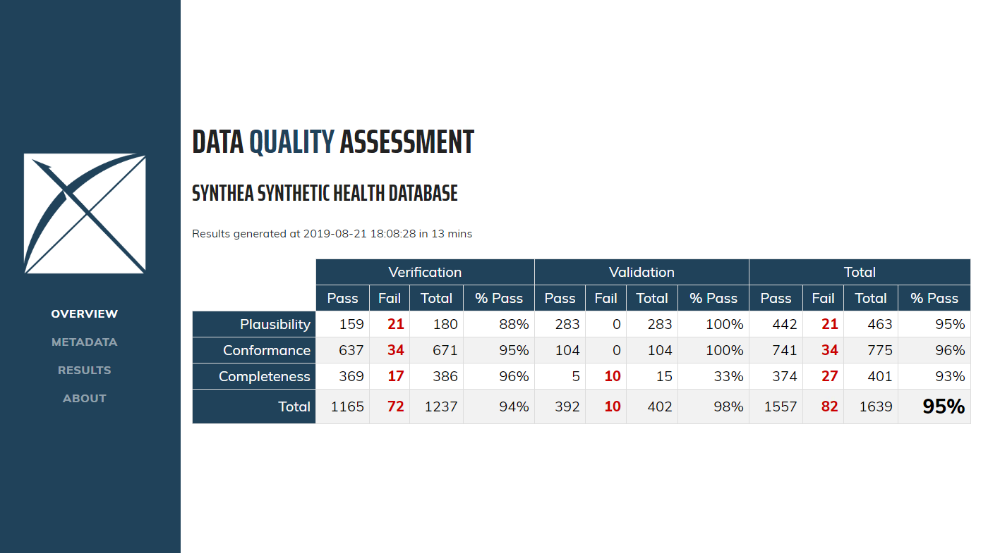 DATA QUALITY ASSESSMENT
SYNTHEA SYNTHETIC HEALTH DATABASE
Results generated at 2019-08-21 18:08:28 in 13 mins
OVERVIEW
METADATA
RESULTS
ABOUT
Verification Validation Total
Pass Fail Total % Pass Pass Fail Total % Pass Pass Fail Total % Pass
Plausibility 159 21 180 88% 283 0 283 100% 442 21 463 95%
Conformance 637 34 671 95% 104 0 104 100% 741 34 775 96%
Completeness 369 17 386 96% 5 10 15 33% 374 27 401 93%
Total 1165 72 1237 94% 392 10 402 98% 1557 82 1639 95%